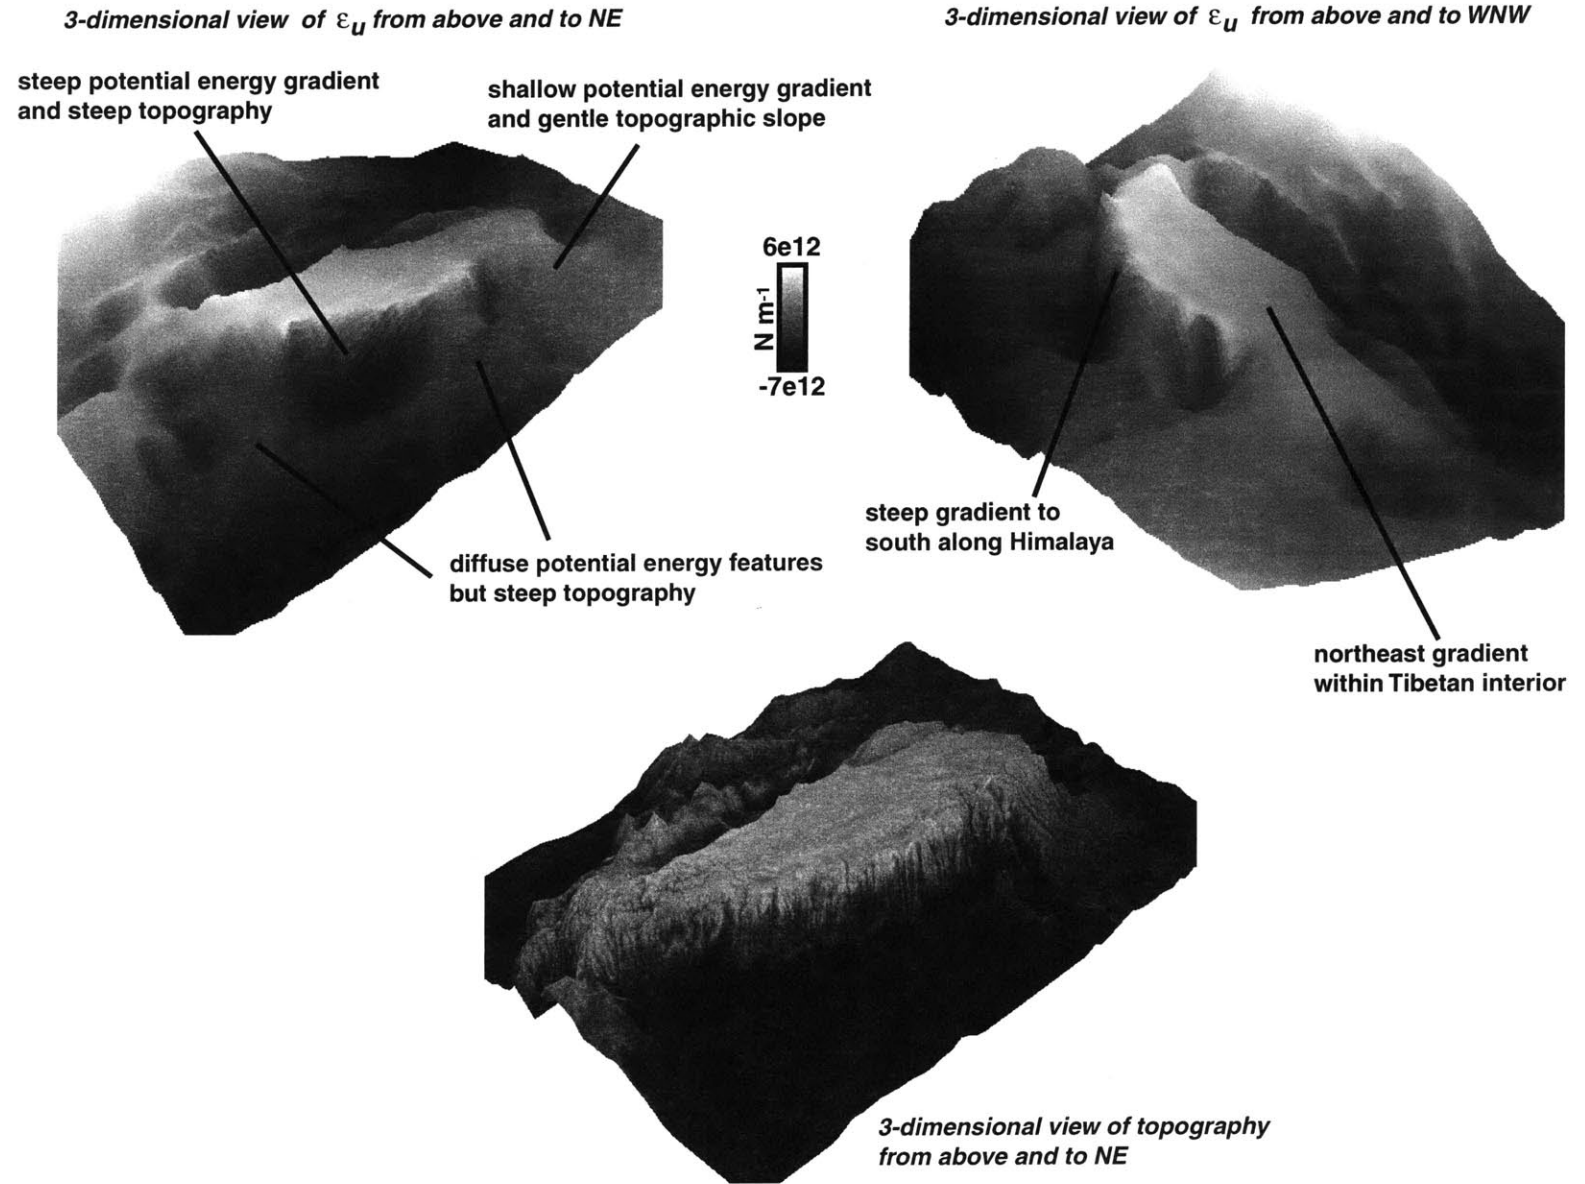 3-dimensional view of εu from above and to NE
3-dimensional view of εu from above and to WNW
steep potential energy gradient
and steep topography
shallow potential energy gradient
and gentle topographic slope
6e12
N m-1
-7e12
steep gradient to
south along Himalaya
diffuse potential energy features
but steep topography
northeast gradient
within Tibetan interior
3-dimensional view of topography
from above and to NE